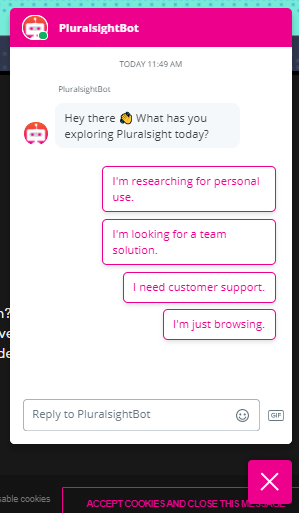 PluralsightBot
TODAY 11:49 AM
PluralsightBot
Hey there 👏 What has you
exploring Pluralsight today?
I'm researching for personal
use.
I'm looking for a team
solution.
I need customer support.
I'm just browsing.
n?
ve
de
Reply to PluralsightBot
GIF
sable cookies
ACCEPT COOKIES AND CLOSE THIS MESSAGE